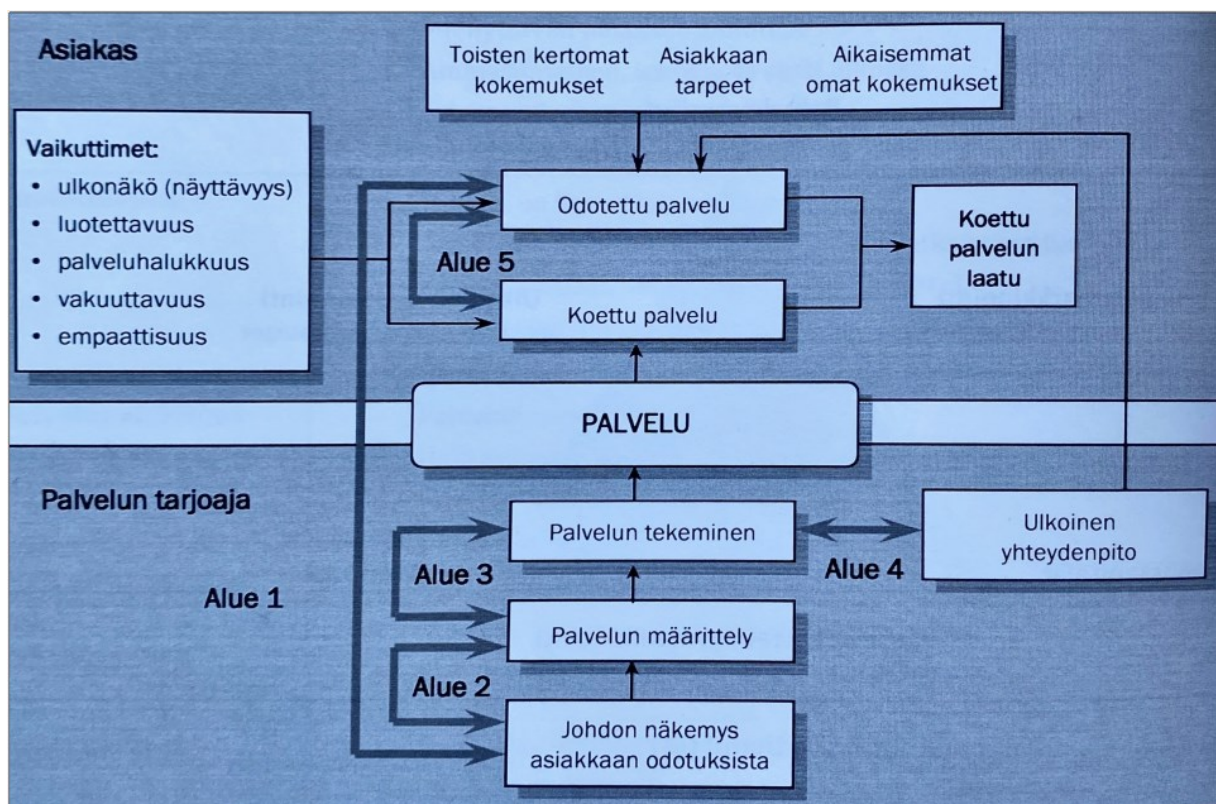 Asiakas
Toisten kertomat
kokemukset
Asiakkaan
tarpeet
Aikaisemmat
omat kokemukset
Vaikuttimet:
• ulkonäkö (näyttävyys)
• luotettavuus
• palveluhalukkuus
• vakuuttavuus
• empaattisuus
Odotettu palvelu
Alue 5
Koettu palvelu
Koettu
palvelun
laatu
PALVELU
Palvelun tarjoaja
Palvelun tekeminen
Ulkoinen
yhteydenpito
Alue 3
Alue 4
Alue 1
Palvelun määrittely
Alue 2
Johdon näkemys
asiakkaan odotuksista